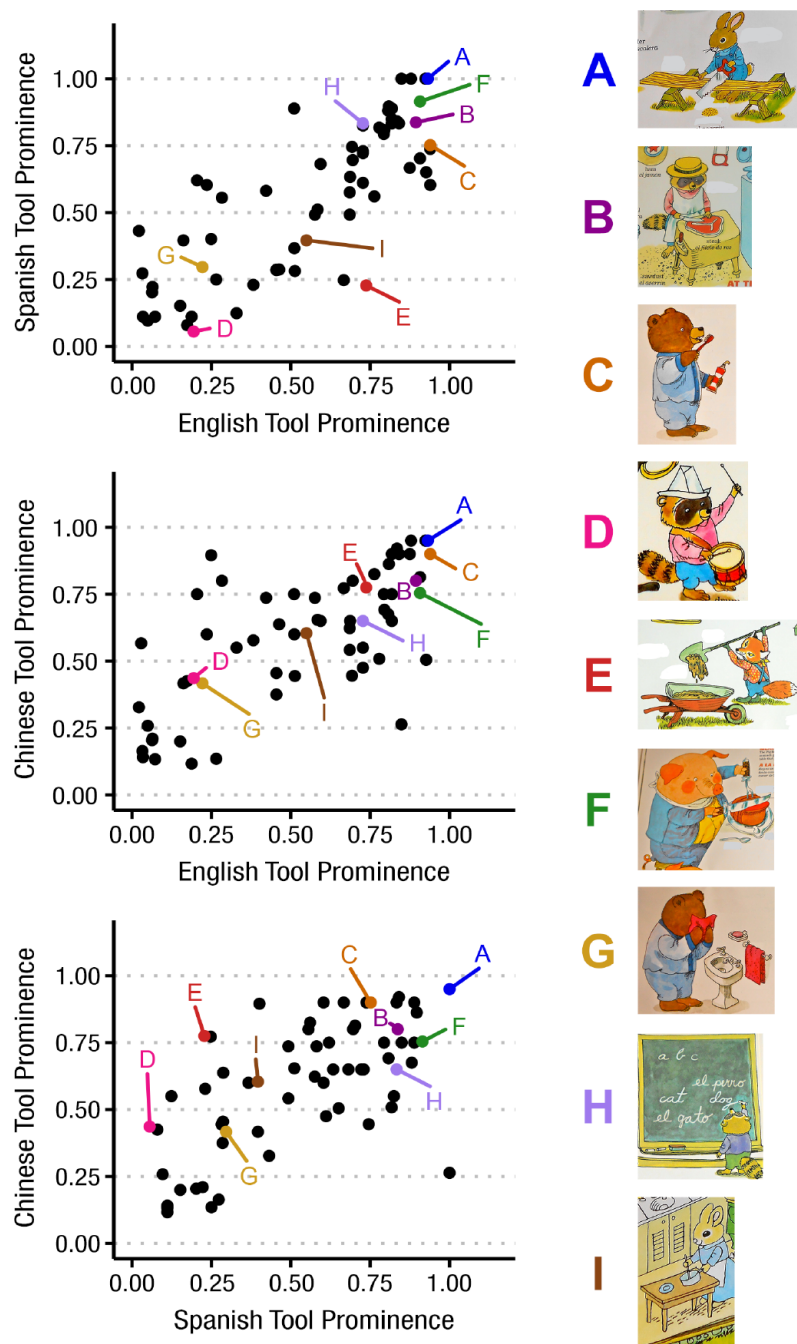 A
F
H
B
C
G
I
E
D
1.00
0.75
0.50
0.25
0.00
Spanish Tool Prominence
0.00 0.25 0.50 0.75 1.00
English Tool Prominence
A
E
C
B
F
H
D
G
I
1.00
0.75
0.50
0.25
0.00
Chinese Tool Prominence
0.00 0.25 0.50 0.75 1.00
English Tool Prominence
C
A
E
B
F
I
D
H
G
1.00
0.75
0.50
0.25
0.00
Chinese Tool Prominence
0.00 0.25 0.50 0.75 1.00
Spanish Tool Prominence
A
B
steak
AT T
C
D
E
F
G
H
a b c
el perro
cat dog
el gato
I